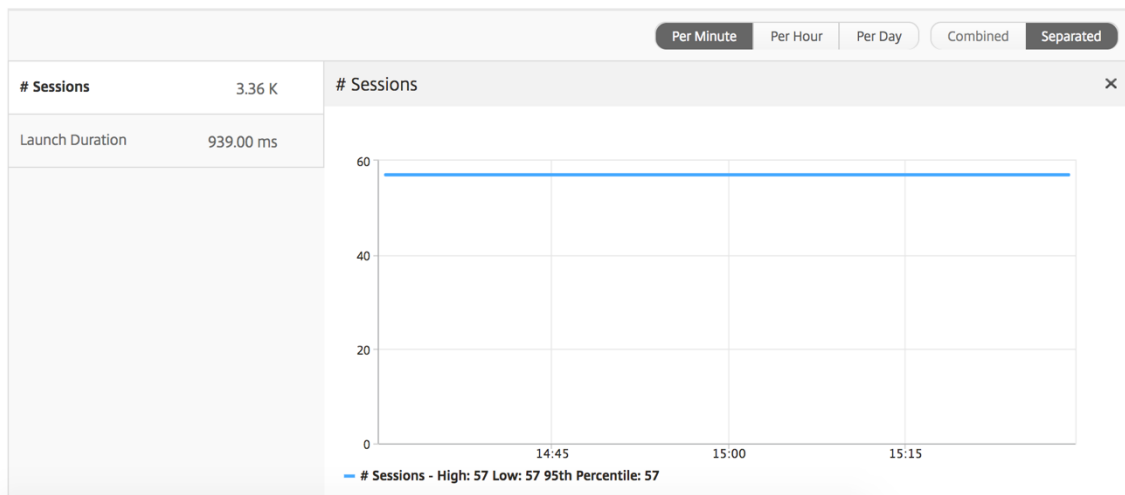 Per Minute Per Hour Per Day Combined Separated
# Sessions 3.36 K
Launch Duration 939.00 ms
# Sessions ×
60
40
20
0
14:45 15:00 15:15
# Sessions - High: 57 Low: 57 95th Percentile: 57